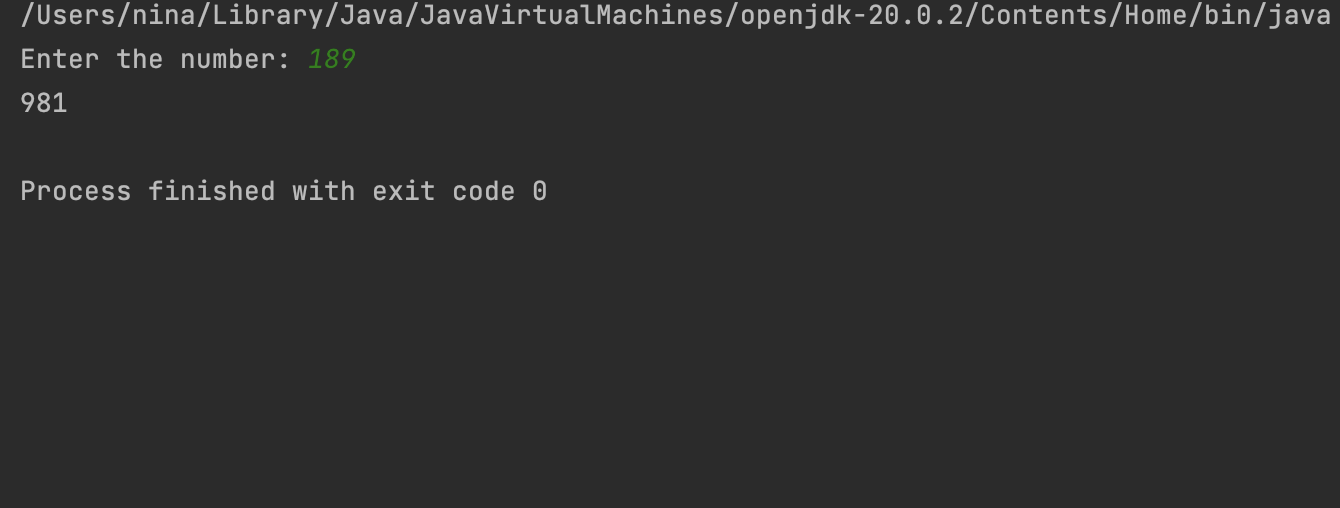 /Users/nina/Library/Java/JavaVirtualMachines/openjdk-20.0.2/Contents/Home/bin/java
Enter the number: 189
981
Process finished with exit code 0